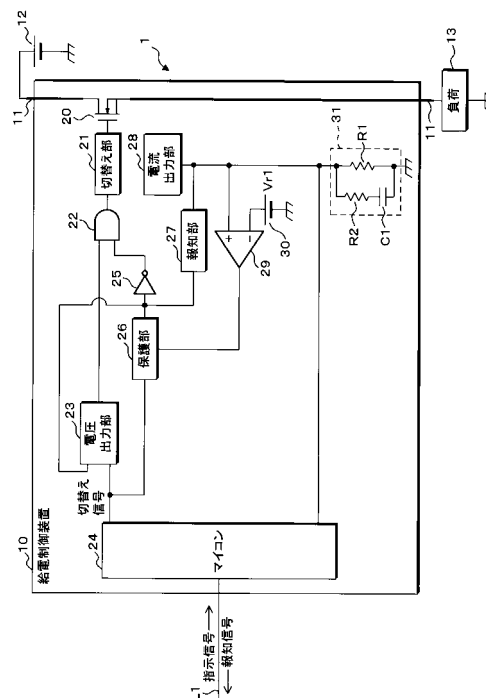 1
12
11
20
21
切替え部
28
電流
出力部
22
27
報知部
25
26
保護部
23
電圧
出力部
切替え
信号
29
+
−
Vr1
30
31
R1
R2
C1
11
13
負荷
10
給電制御装置
24
マイコン
指示信号
報知信号